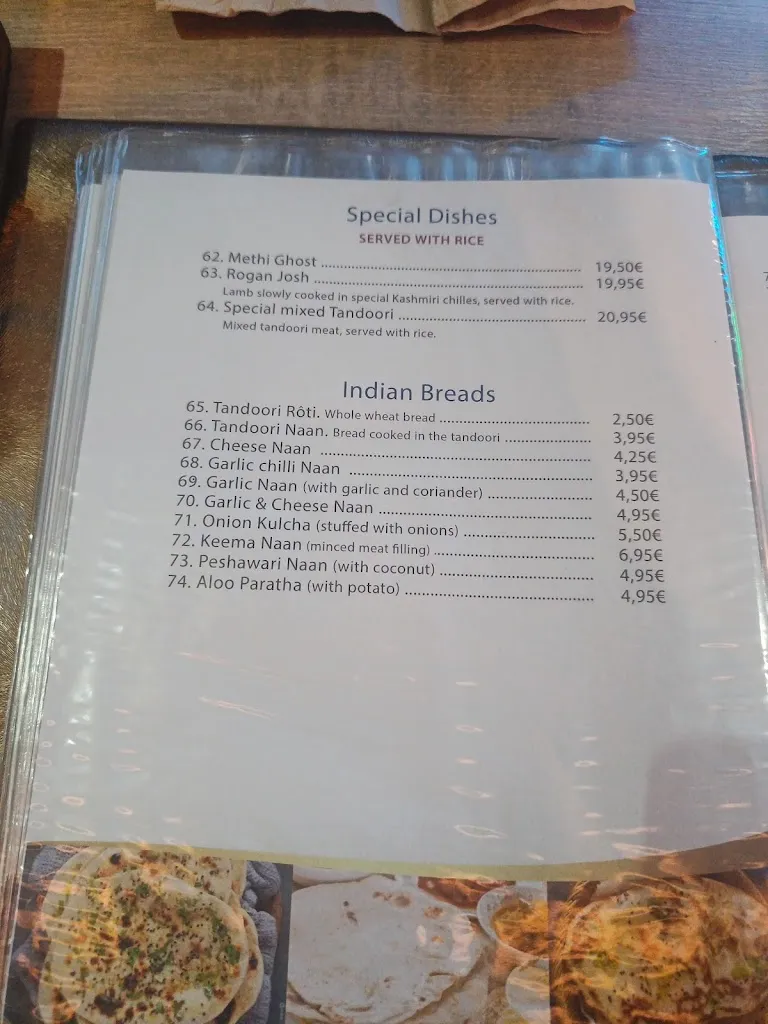 Special Dishes
SERVED WITH RICE
62. Methi Ghost ........ 19,50€
63. Rogan Josh ........ 19,95€
Lamb slowly cooked in special Kashmiri chilles, served with rice.
64. Special mixed Tandoori ........ 20,95€
Mixed tandoori meat, served with rice.
Indian Breads
65. Tandoori Rôti. Whole wheat bread ........ 2,50€
66. Tandoori Naan. Bread cooked in the tandoori ........ 3,95€
67. Cheese Naan ........ 4,25€
68. Garlic chilli Naan ........ 3,95€
69. Garlic Naan (with garlic and coriander) ........ 4,50€
70. Garlic & Cheese Naan ........ 4,95€
71. Onion Kulcha (stuffed with onions) ........ 5,50€
72. Keema Naan (minced meat filling) ........ 6,95€
73. Peshawari Naan (with coconut) ........ 4,95€
74. Aloo Paratha (with potato) ........ 4,95€